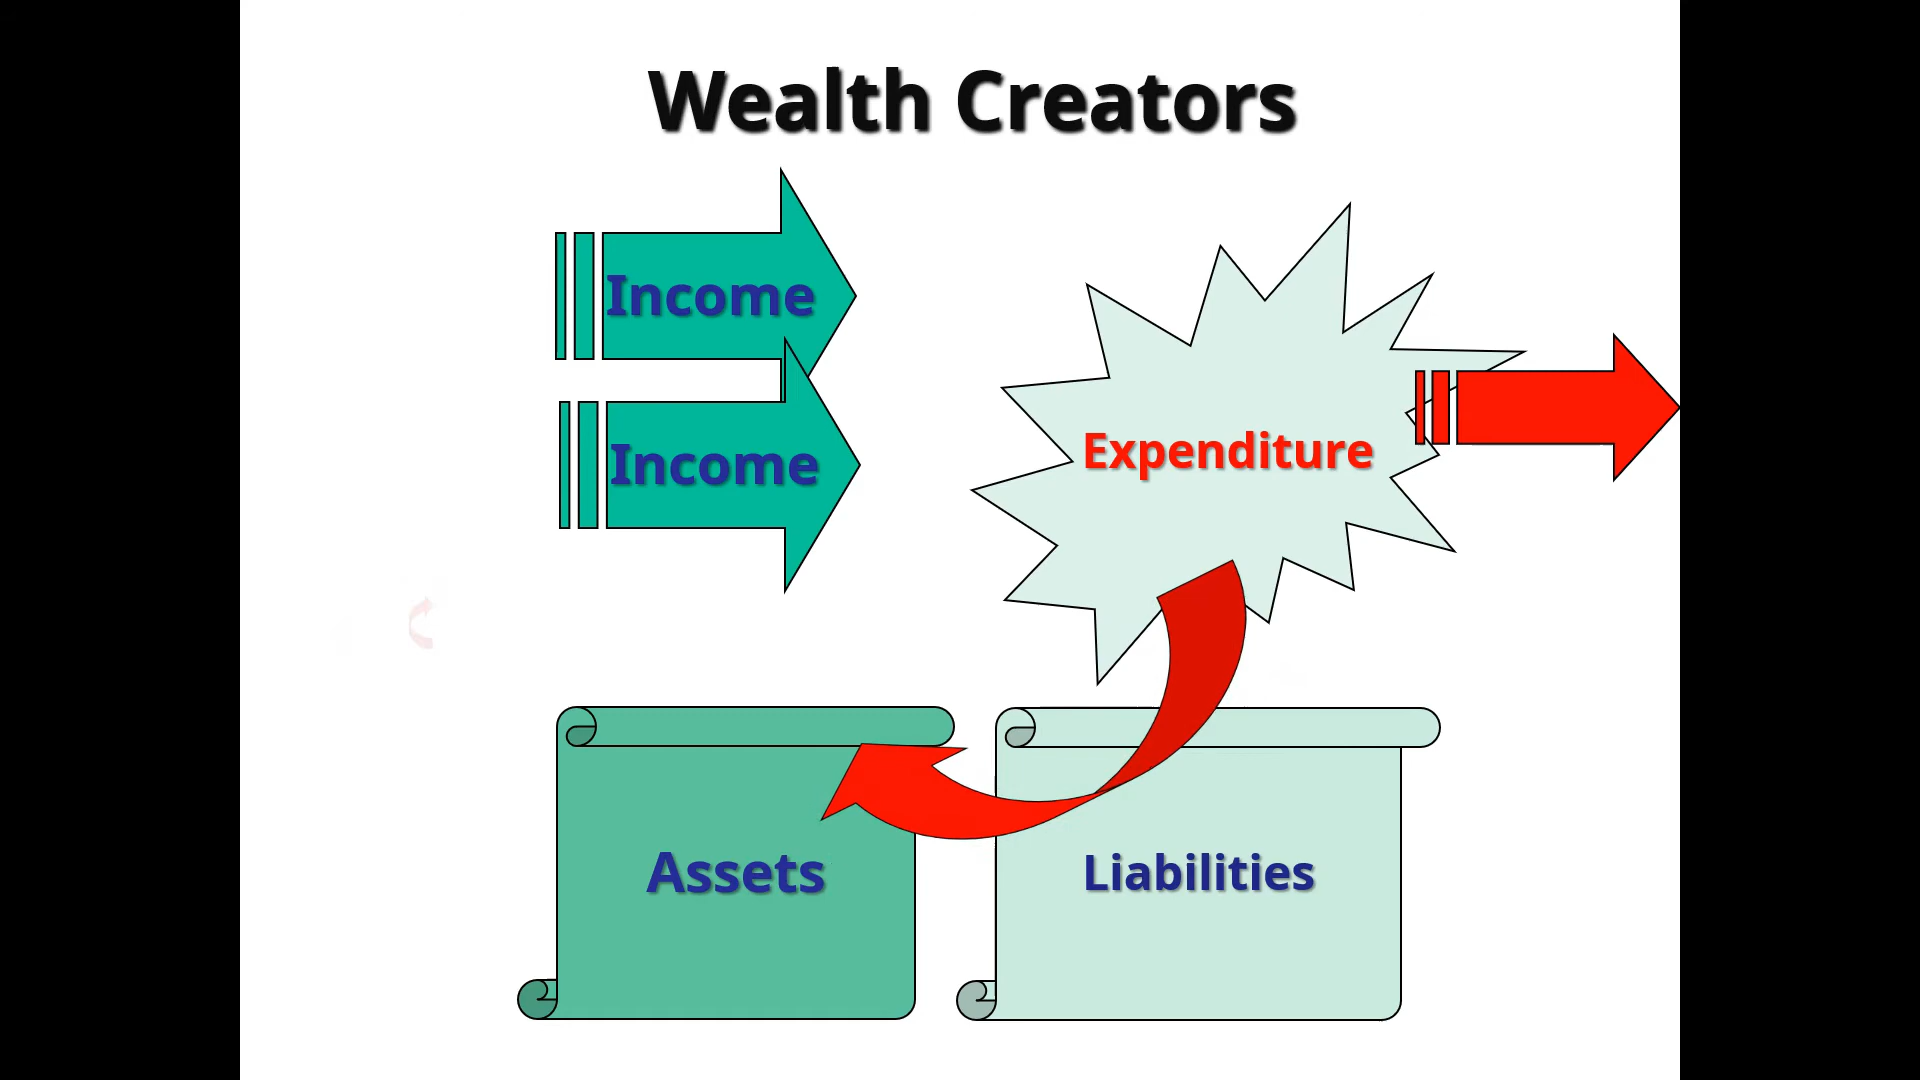 Wealth Creators
Income
Income
Expenditure
Assets
Liabilities